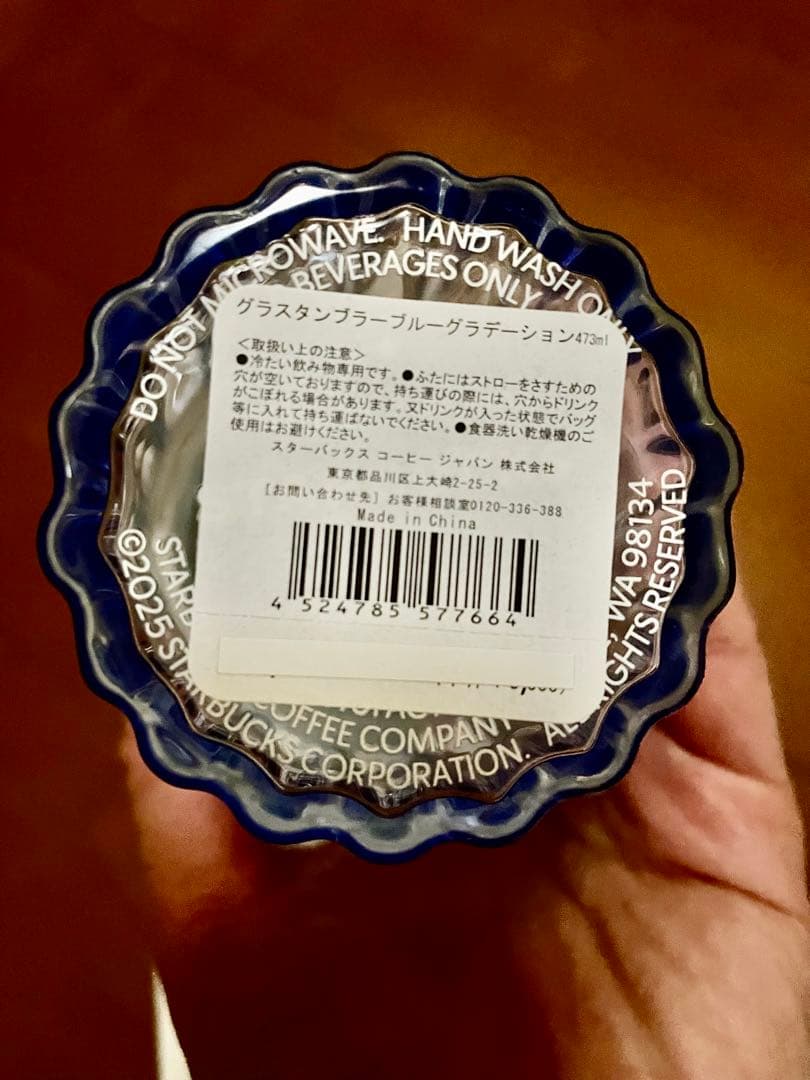 DO NOT MICROWAVE. HAND WASH ONLY
BEVERAGES ONLY
グラスタンブラーブルーグラデーション473ml
＜取扱い上の注意＞
●冷たい飲み物専用です。●ふたにはストローをさすための
穴が空いておりますので、持ち運びの際には、穴からドリンク
がこぼれる場合があります。又ドリンクが入った状態でバッグ
等に入れて持ち運ばないでください。●食器洗い乾燥機のご
使用はお避けください。
スターバックス コーヒー ジャパン 株式会社
東京都品川区上大崎2-25-2
[お問い合わせ先] お客様相談室0120-336-388
Made in China
4 524785 577664
COFFEE COMPANY
WA 98134
©2025 STARBUCKS CORPORATION. ALL RIGHTS RESERVED